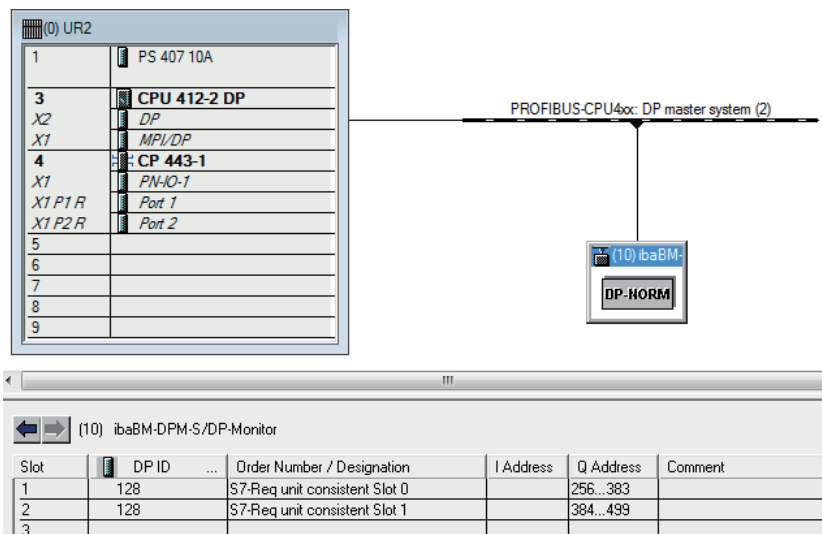 (0) UR2
1 PS 407 10A
3 CPU 412-2 DP
X2 DP
X1 MPI/DP
4 CP 443-1
X1 PN-IO-1
X1 P1 R Port 1
X1 P2 R Port 2
5
6
7
8
9
PROFIBUS-CPU4xx: DP master system (2)
(10) ibaBM-
DP-NORM
(10) ibaBM-DPM-S/DP-Monitor
Slot DP ID ... Order Number / Designation I Address Q Address Comment
1 128 S7-Req unit consistent Slot 0 256...383
2 128 S7-Req unit consistent Slot 1 384...499
3